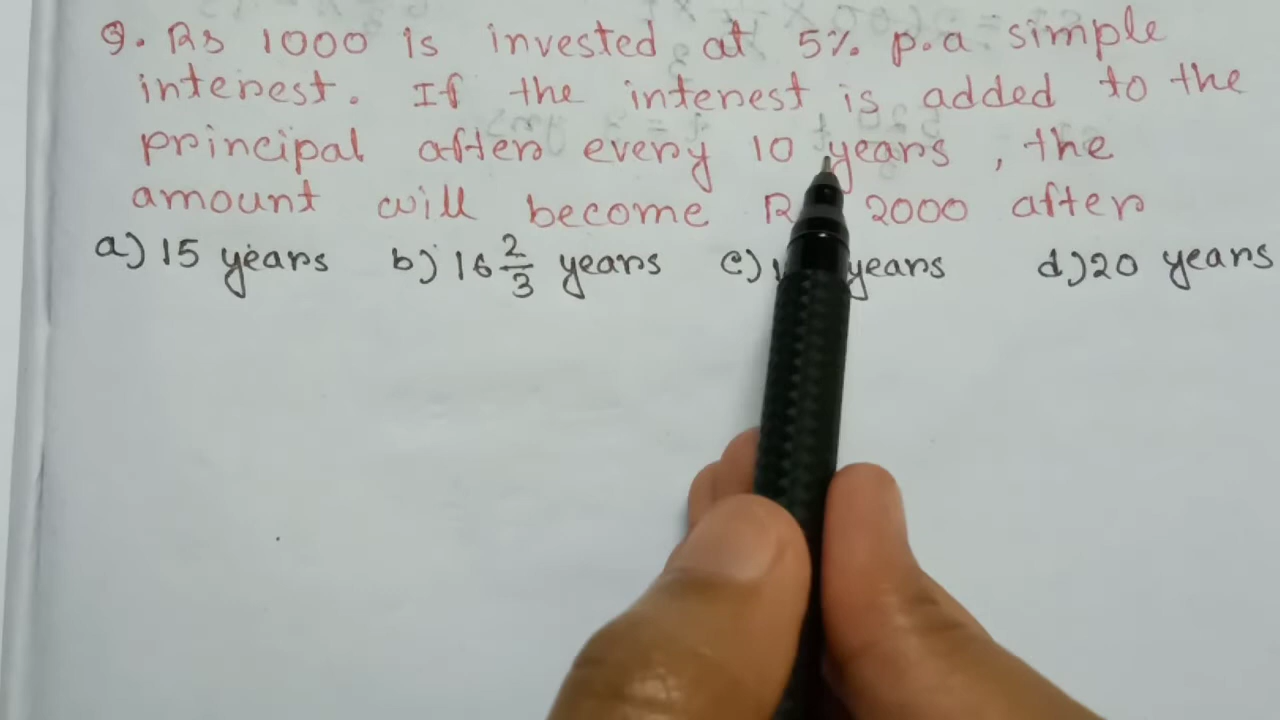 9. Rs 1000 is invested at 5% p.a simple
interest. If the interest is added to the
principal after every 10 years, the
amount will become 2000 after
a) 15 years b) 16 2/3 years c) years d) 20 years